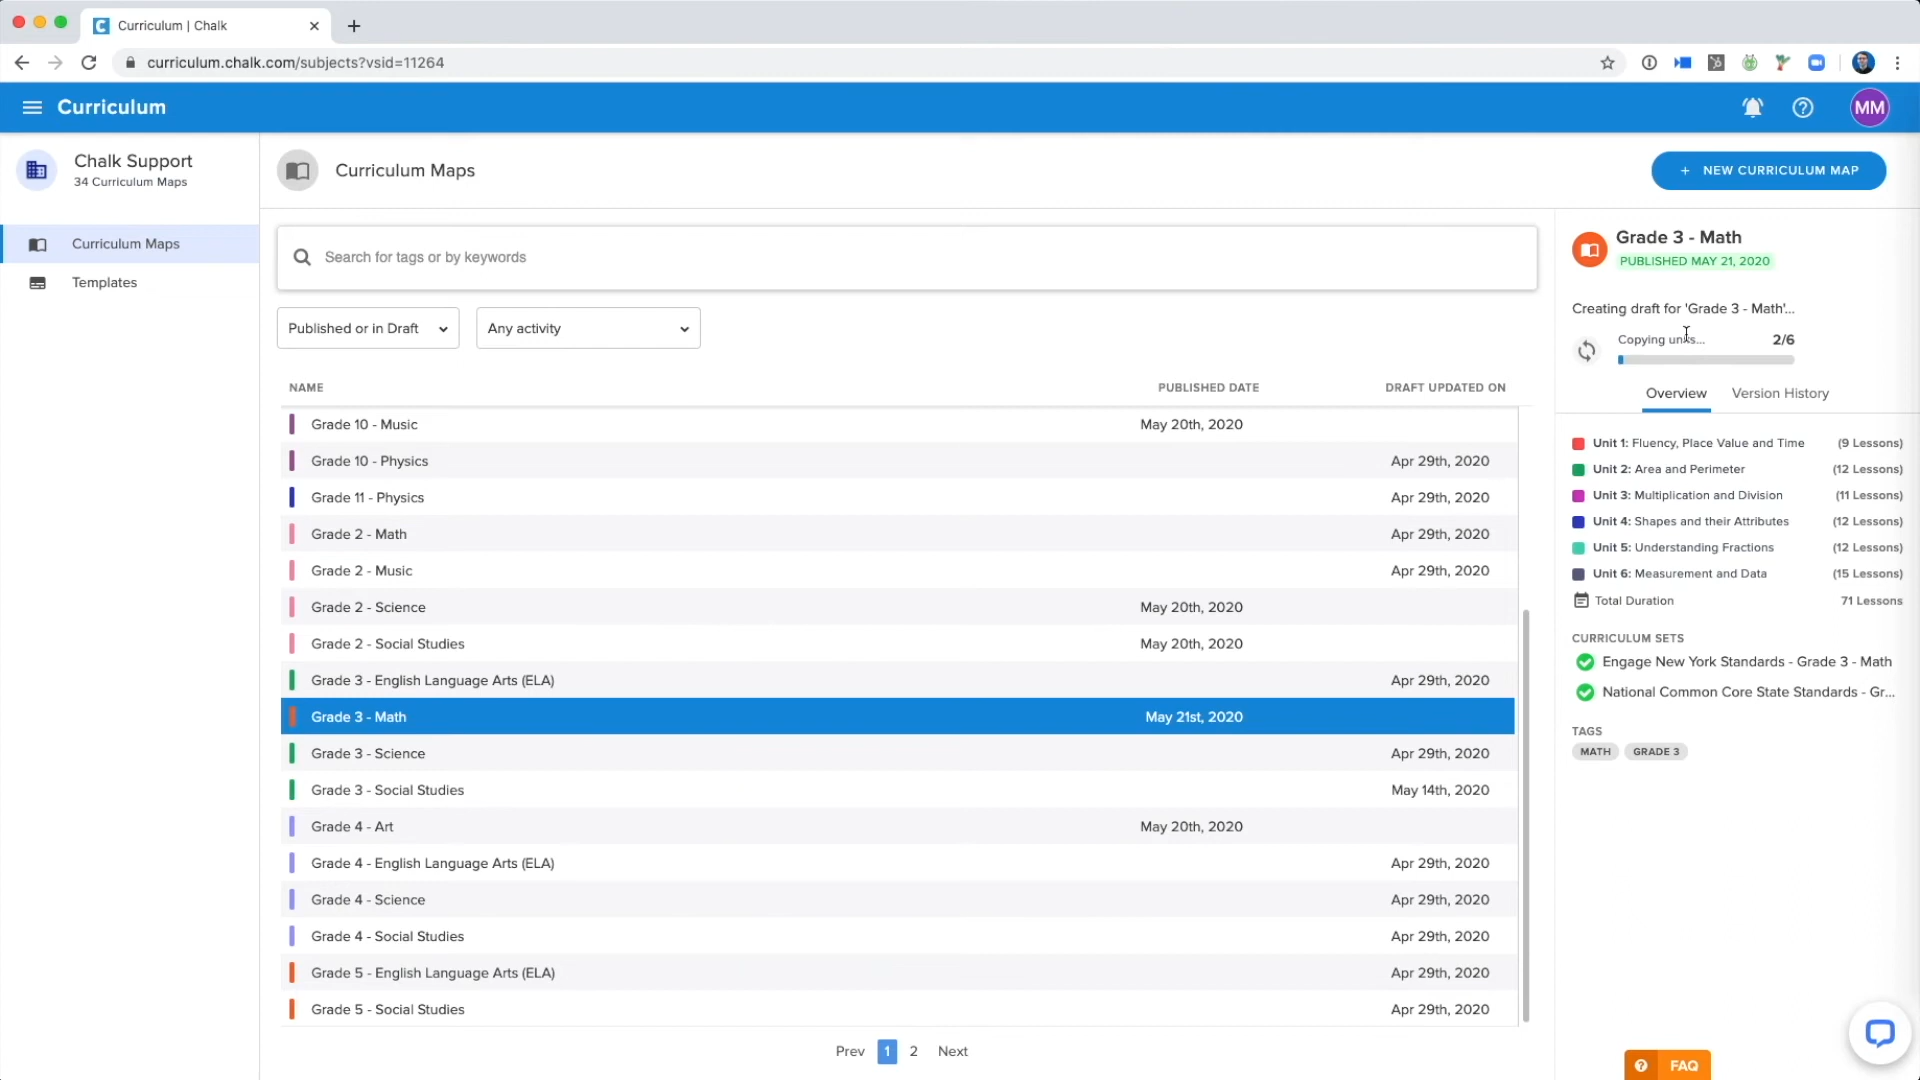 Curriculum | Chalk
curriculum.chalk.com/subjects?vsid=11264
Curriculum
MM
Chalk Support
34 Curriculum Maps
Curriculum Maps
Templates
Curriculum Maps
+ NEW CURRICULUM MAP
Search for tags or by keywords
Published or in Draft
Any activity
NAME PUBLISHED DATE DRAFT UPDATED ON
Grade 10 - Music May 20th, 2020
Grade 10 - Physics Apr 29th, 2020
Grade 11 - Physics Apr 29th, 2020
Grade 2 - Math Apr 29th, 2020
Grade 2 - Music Apr 29th, 2020
Grade 2 - Science May 20th, 2020
Grade 2 - Social Studies May 20th, 2020
Grade 3 - English Language Arts (ELA) Apr 29th, 2020
Grade 3 - Math May 21st, 2020
Grade 3 - Science Apr 29th, 2020
Grade 3 - Social Studies May 14th, 2020
Grade 4 - Art May 20th, 2020
Grade 4 - English Language Arts (ELA) Apr 29th, 2020
Grade 4 - Science Apr 29th, 2020
Grade 4 - Social Studies Apr 29th, 2020
Grade 5 - English Language Arts (ELA) Apr 29th, 2020
Grade 5 - Social Studies Apr 29th, 2020
Prev 1 2 Next
Grade 3 - Math
PUBLISHED MAY 21, 2020
Creating draft for 'Grade 3 - Math'...
Copying units... 2/6
Overview Version History
Unit 1: Fluency, Place Value and Time (9 Lessons)
Unit 2: Area and Perimeter (12 Lessons)
Unit 3: Multiplication and Division (11 Lessons)
Unit 4: Shapes and their Attributes (12 Lessons)
Unit 5: Understanding Fractions (12 Lessons)
Unit 6: Measurement and Data (15 Lessons)
Total Duration 71 Lessons
CURRICULUM SETS
Engage New York Standards - Grade 3 - Math
National Common Core State Standards - Gr...
TAGS
MATH GRADE 3
FAQ